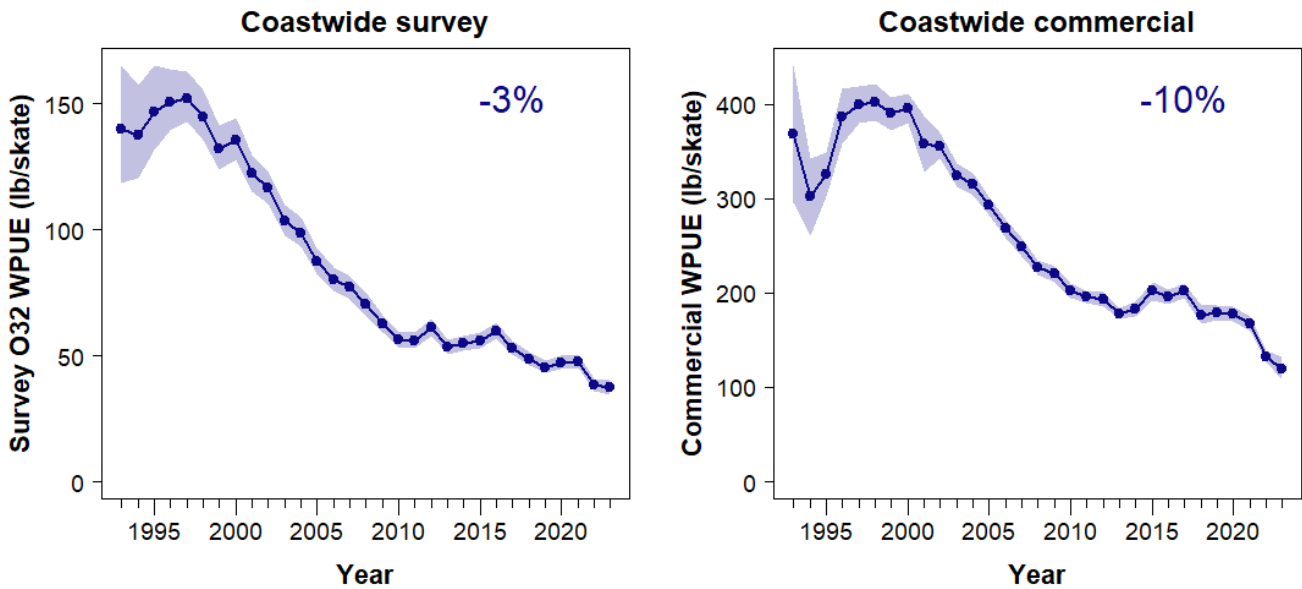 Coastwide survey
-3%
Survey O32 WPUE (lb/skate)
150
100
50
0
1995 2000 2005 2010 2015 2020
Year
Coastwide commercial
-10%
Commercial WPUE (lb/skate)
400
300
200
100
0
1995 2000 2005 2010 2015 2020
Year